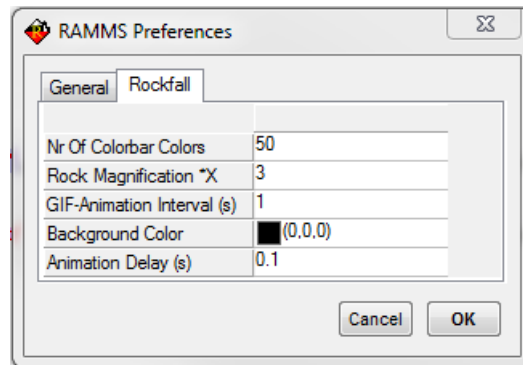 RAMMS Preferences
General Rockfall
Nr Of Colorbar Colors 50
Rock Magnification *X 3
GIF-Animation Interval (s) 1
Background Color (0,0,0)
Animation Delay (s) 0.1
Cancel OK